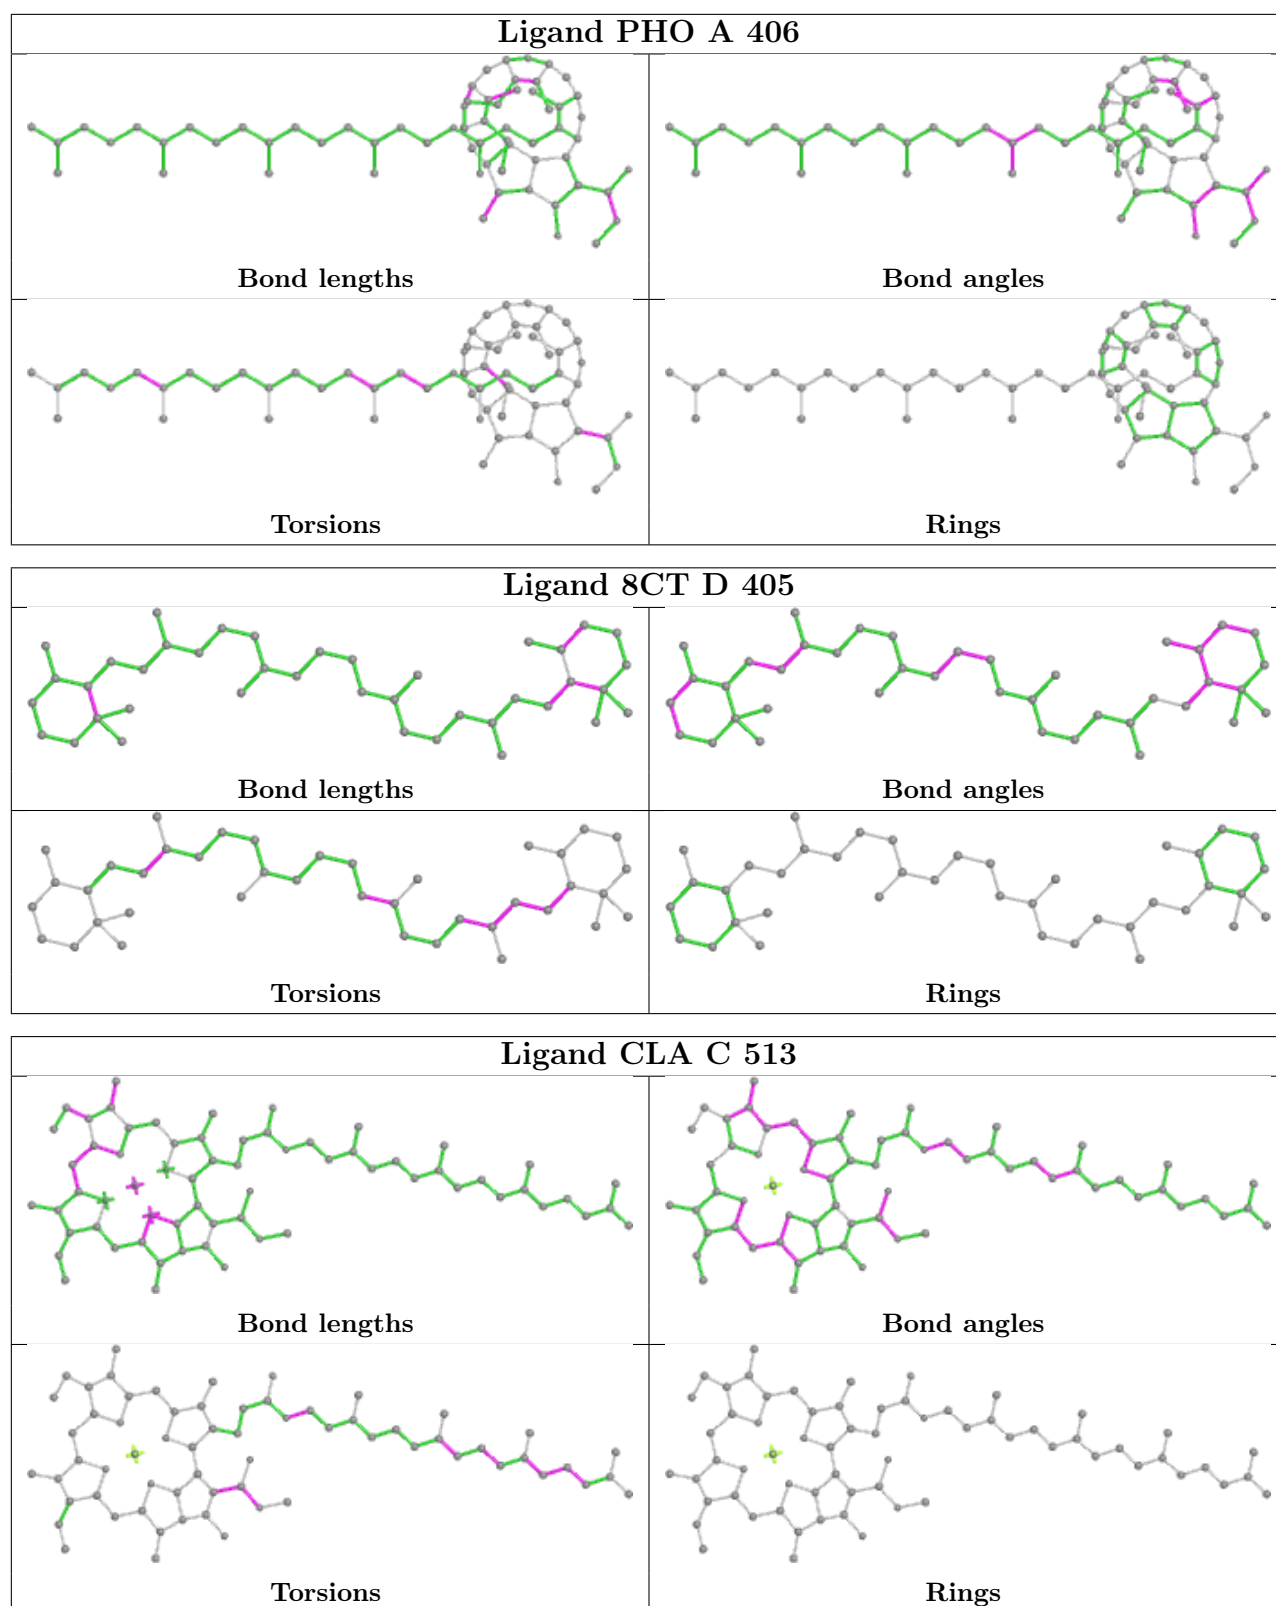 Ligand PHO A 406
Bond lengths
Bond angles
Torsions
Rings
Ligand 8CT D 405
Bond lengths
Bond angles
Torsions
Rings
Ligand CLA C 513
Bond lengths
Bond angles
Torsions
Rings